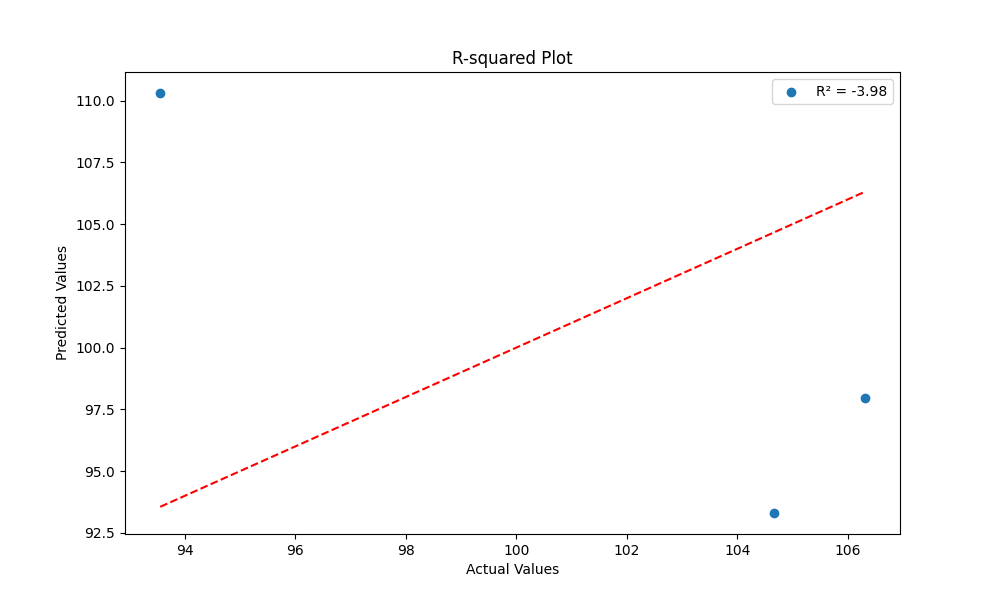 R-squared Plot
R² = -3.98
110.0
107.5
105.0
102.5
100.0
97.5
95.0
92.5
Predicted Values
94 96 98 100 102 104 106
Actual Values